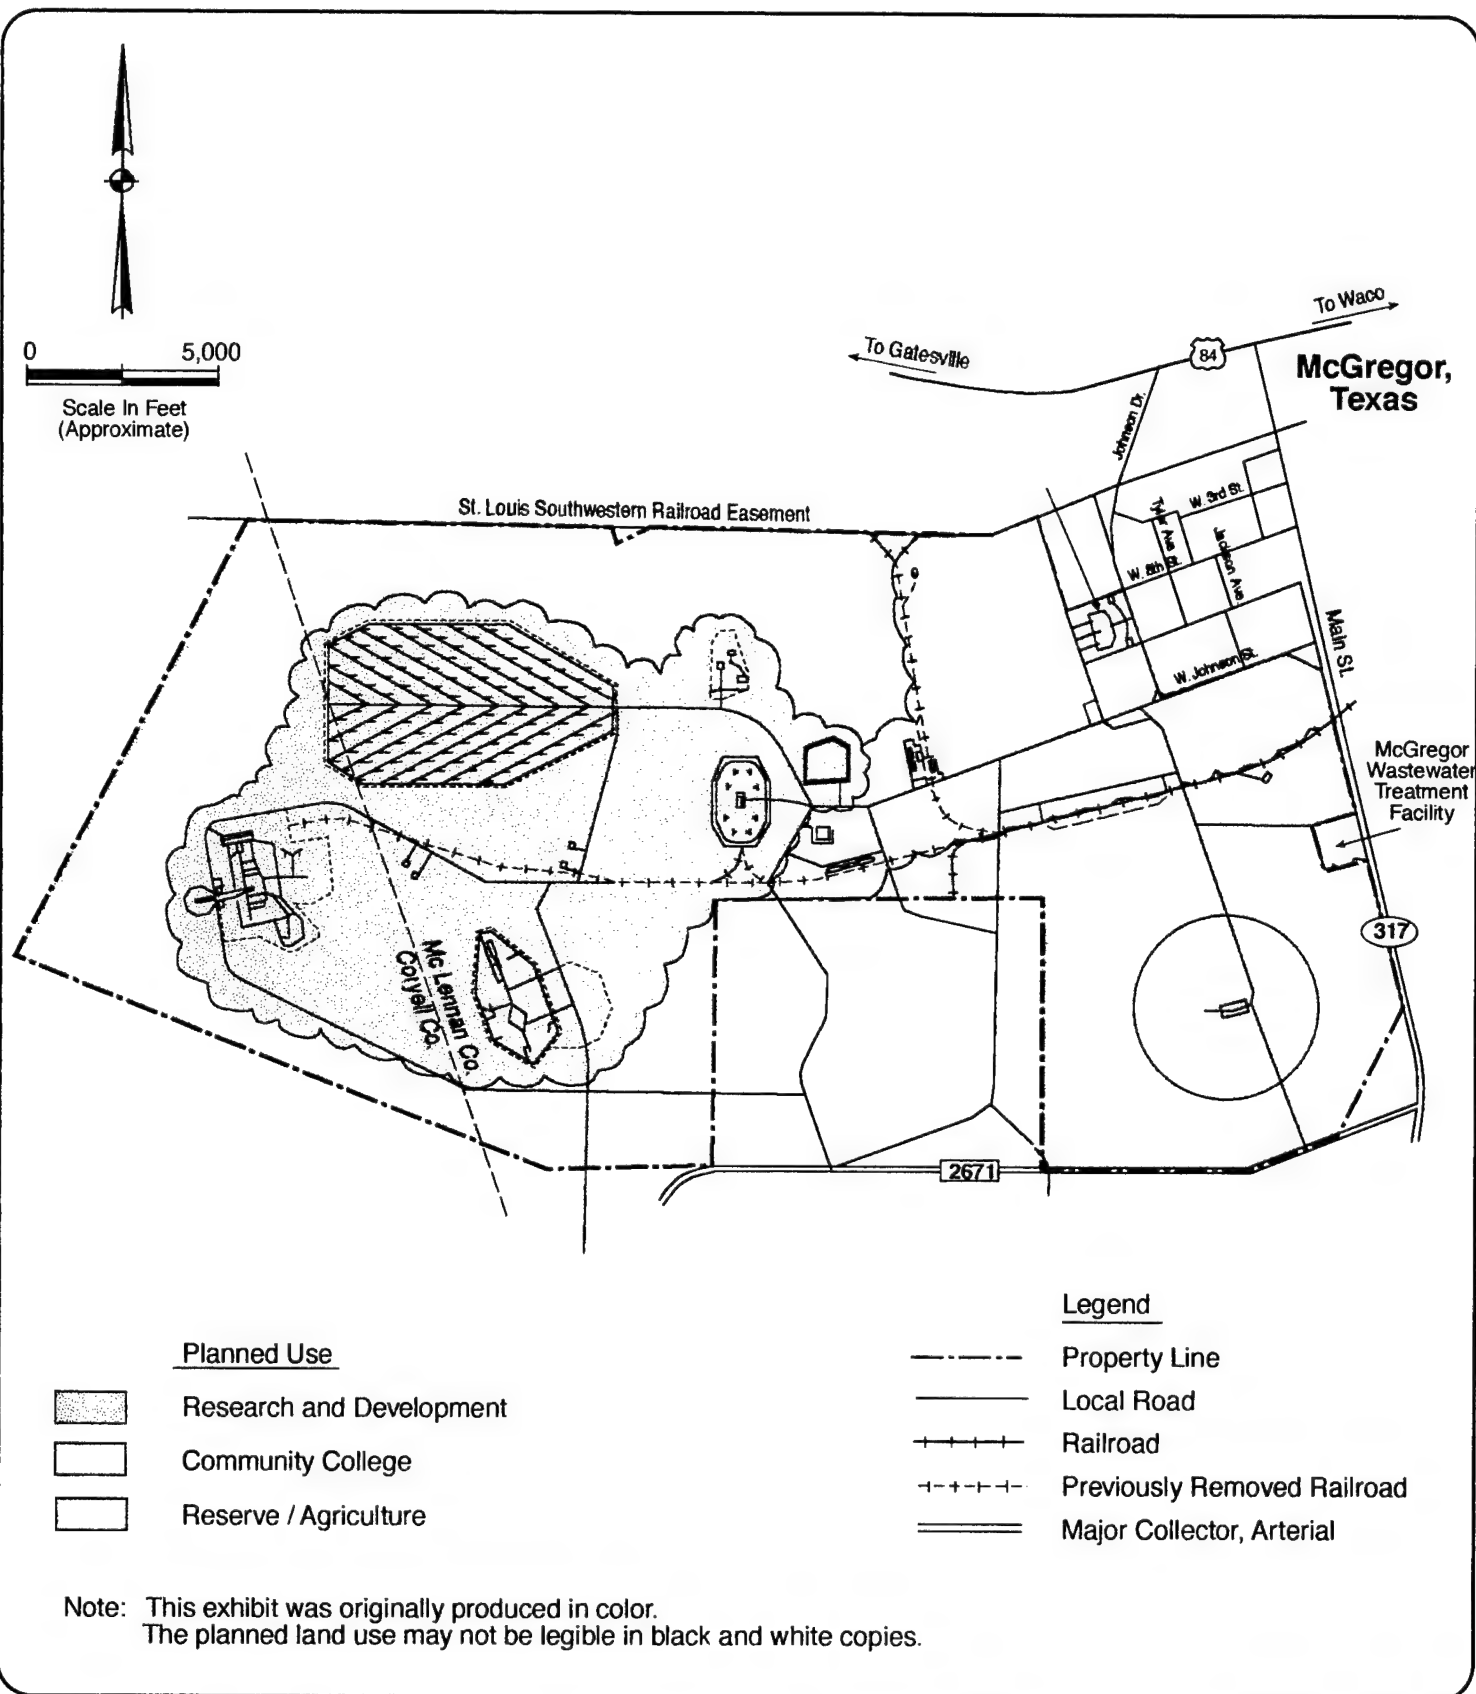 To Waco
To Gatesville
84
McGregor,
Texas
0 5,000
Scale In Feet
(Approximate)
Johnson Dr.
St. Louis Southwestern Railroad Easement
W. 3rd St.
Tyler Ave
Jackson Ave
W. 8th St.
Main St.
W. Johnson St.
McGregor
Wastewater
Treatment
Facility
317
Mc Lennan Co.
Coryell Co.
2671
Legend
Planned Use
Property Line
Research and Development
Local Road
Railroad
Community College
Previously Removed Railroad
Reserve / Agriculture
Major Collector, Arterial
Note: This exhibit was originally produced in color.
The planned land use may not be legible in black and white copies.